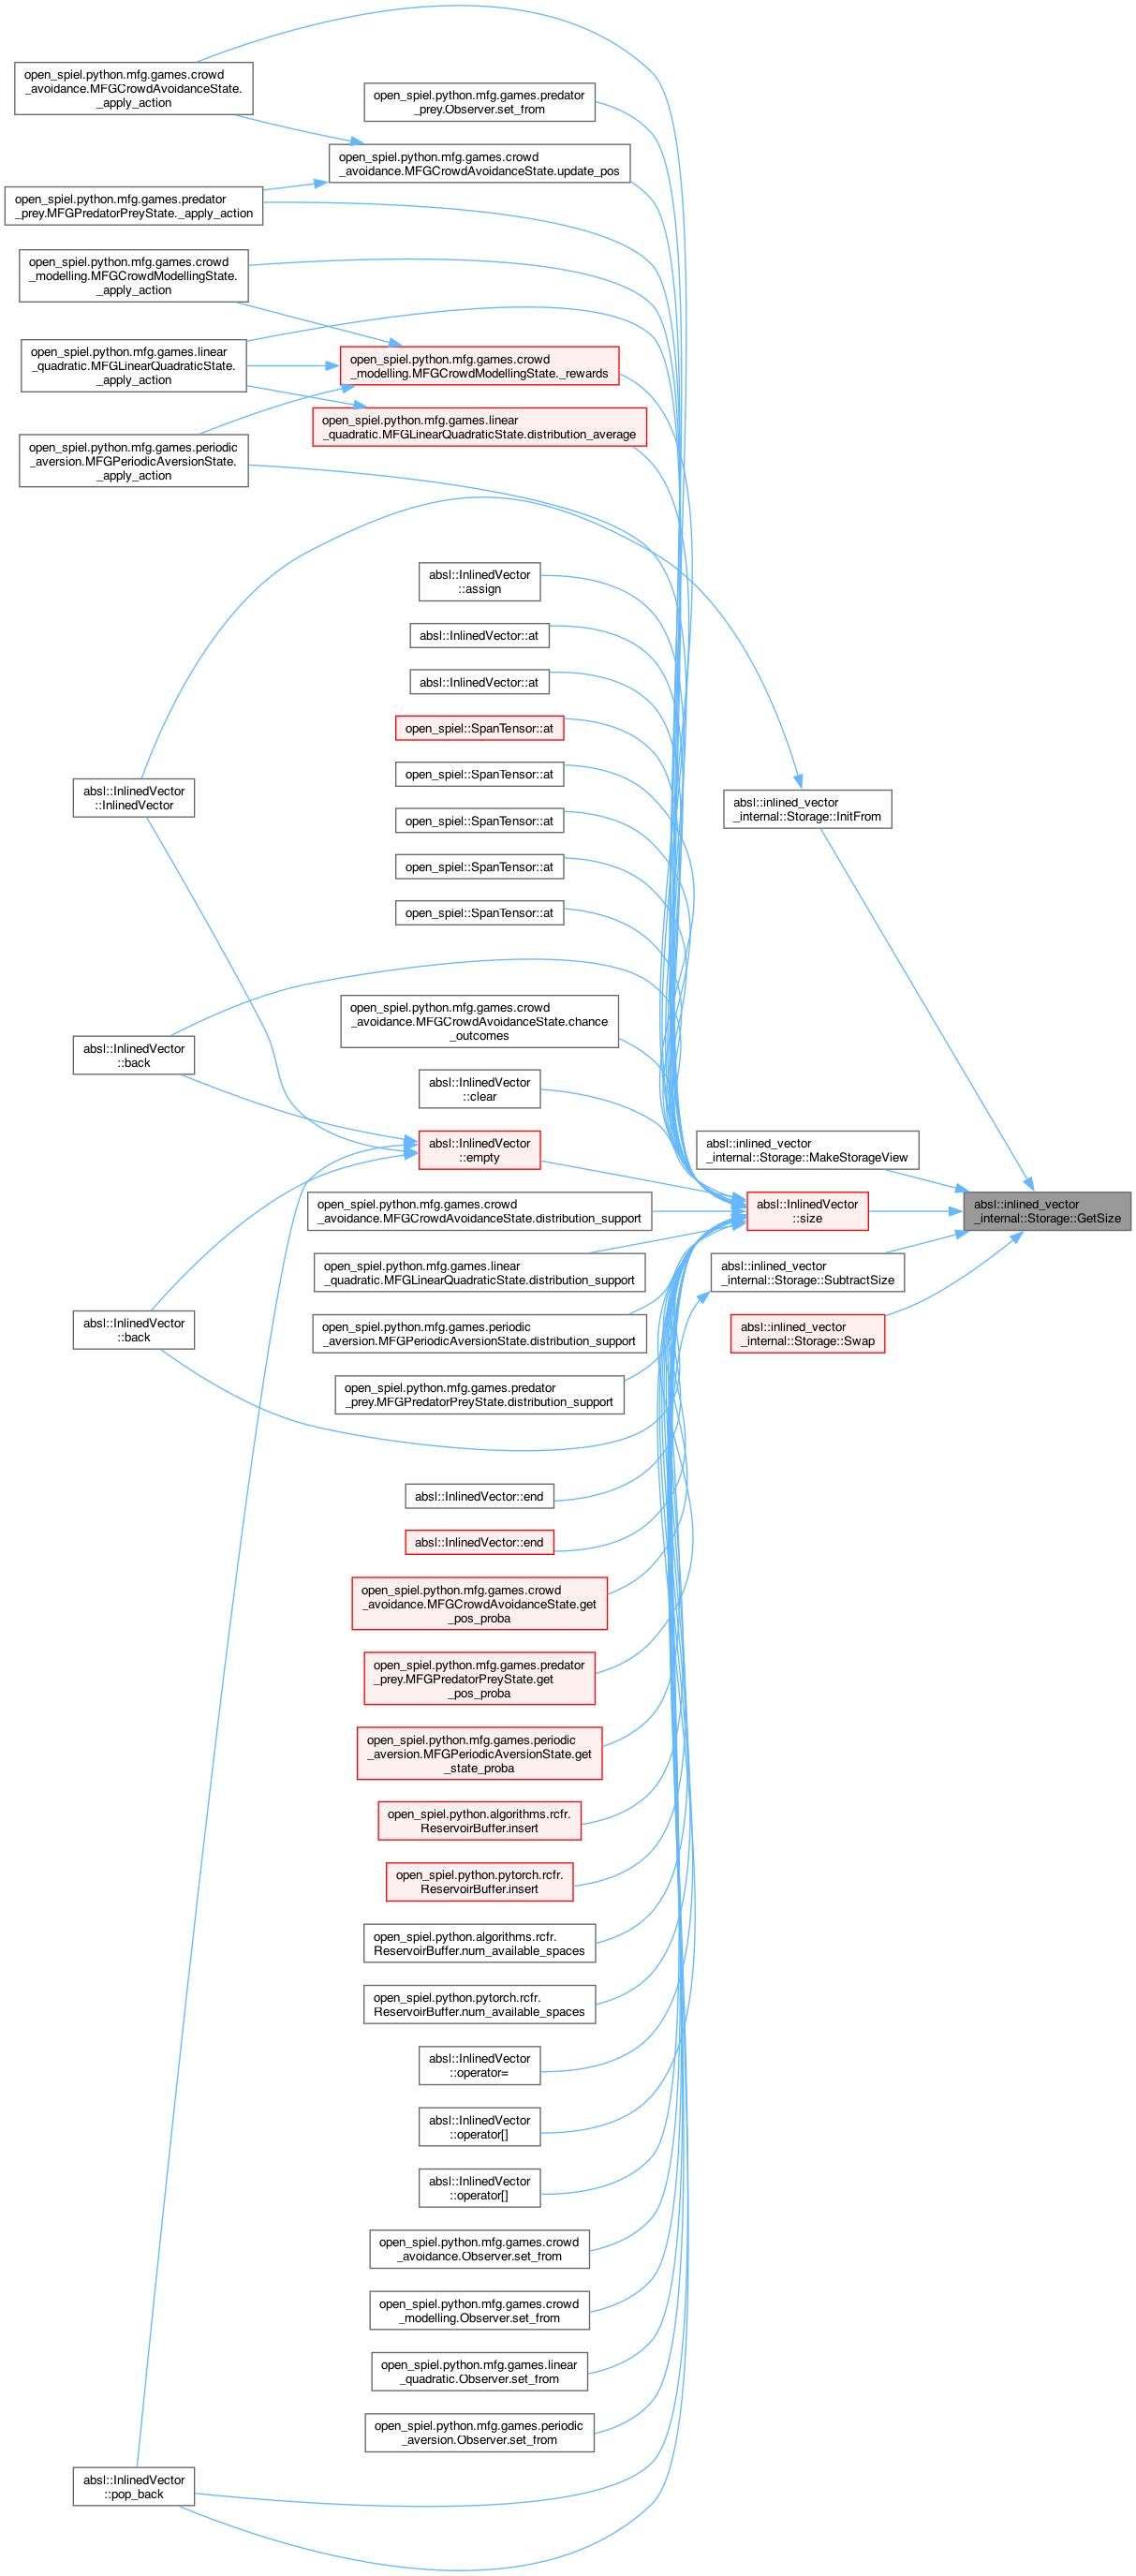 open_spiel.python.mfg.games.crowd
_avoidance.MFGCrowdAvoidanceState.
_apply_action
open_spiel.python.mfg.games.predator
_prey.Observer.set_from
open_spiel.python.mfg.games.crowd
_avoidance.MFGCrowdAvoidanceState.update_pos
open_spiel.python.mfg.games.predator
_prey.MFGPredatorPreyState._apply_action
open_spiel.python.mfg.games.crowd
_modelling.MFGCrowdModellingState.
_apply_action
open_spiel.python.mfg.games.linear
_quadratic.MFGLinearQuadraticState.
_apply_action
open_spiel.python.mfg.games.crowd
_modelling.MFGCrowdModellingState._rewards
open_spiel.python.mfg.games.linear
_quadratic.MFGLinearQuadraticState.distribution_average
open_spiel.python.mfg.games.periodic
_aversion.MFGPeriodicAversionState.
_apply_action
absl::InlinedVector
::assign
absl::InlinedVector::at
absl::InlinedVector::at
open_spiel::SpanTensor::at
open_spiel::SpanTensor::at
open_spiel::SpanTensor::at
open_spiel::SpanTensor::at
open_spiel::SpanTensor::at
absl::InlinedVector
::InlinedVector
absl::inlined_vector
_internal::Storage::InitFrom
open_spiel.python.mfg.games.crowd
_avoidance.MFGCrowdAvoidanceState.chance
_outcomes
absl::InlinedVector
::back
absl::InlinedVector
::clear
absl::InlinedVector
::empty
absl::inlined_vector
_internal::Storage::MakeStorageView
open_spiel.python.mfg.games.crowd
_avoidance.MFGCrowdAvoidanceState.distribution_support
absl::InlinedVector
::size
absl::inlined_vector
_internal::Storage::GetSize
open_spiel.python.mfg.games.linear
_quadratic.MFGLinearQuadraticState.distribution_support
absl::inlined_vector
_internal::Storage::SubtractSize
absl::InlinedVector
::back
open_spiel.python.mfg.games.periodic
_aversion.MFGPeriodicAversionState.distribution_support
absl::inlined_vector
_internal::Storage::Swap
open_spiel.python.mfg.games.predator
_prey.MFGPredatorPreyState.distribution_support
absl::InlinedVector::end
absl::InlinedVector::end
open_spiel.python.mfg.games.crowd
_avoidance.MFGCrowdAvoidanceState.get
_pos_proba
open_spiel.python.mfg.games.predator
_prey.MFGPredatorPreyState.get
_pos_proba
open_spiel.python.mfg.games.periodic
_aversion.MFGPeriodicAversionState.get
_state_proba
open_spiel.python.algorithms.rcfr.
ReservoirBuffer.insert
open_spiel.python.pytorch.rcfr.
ReservoirBuffer.insert
open_spiel.python.algorithms.rcfr.
ReservoirBuffer.num_available_spaces
open_spiel.python.pytorch.rcfr.
ReservoirBuffer.num_available_spaces
absl::InlinedVector
::operator=
absl::InlinedVector
::operator[]
absl::InlinedVector
::operator[]
open_spiel.python.mfg.games.crowd
_avoidance.Observer.set_from
open_spiel.python.mfg.games.crowd
_modelling.Observer.set_from
open_spiel.python.mfg.games.linear
_quadratic.Observer.set_from
open_spiel.python.mfg.games.periodic
_aversion.Observer.set_from
absl::InlinedVector
::pop_back